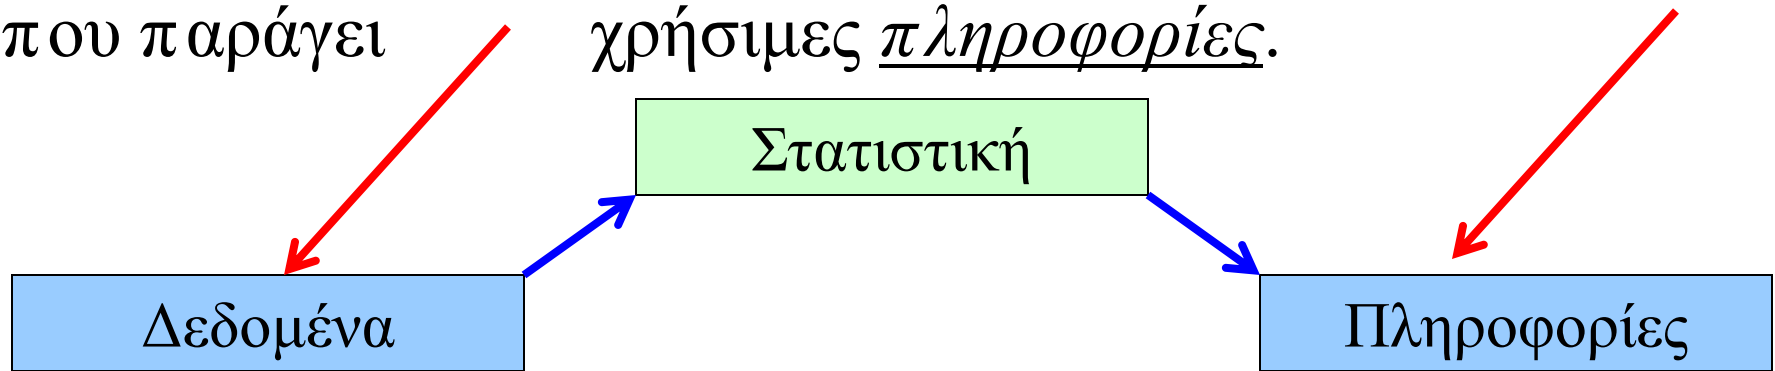 που παράγει χρήσιμες πληροφορίες.
Στατιστική
Δεδομένα
Πληροφορίες